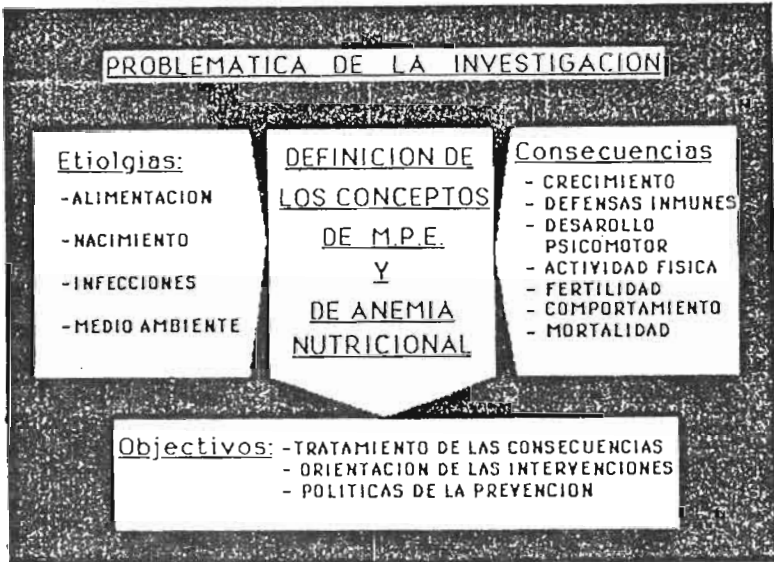 PROBLEMATICA DE LA INVESTIGACION
Etiolgias:
-ALIMENTACION
-NACIMIENTO
-INFECCIONES
-MEDIO AMBIENTE
DEFINICION DE
LOS CONCEPTOS
DE M.P.E.
Y
DE ANEMIA
NUTRICIONAL
Consecuencias
- CRECIMIENTO
- DEFENSAS INMUNES
- DESAROLLO
PSICOMOTOR
- ACTIVIDAD FISICA
- FERTILIDAD
- COMPORTAMIENTO
- MORTALIDAD
Objectivos: -TRATAMIENTO DE LAS CONSECUENCIAS
- ORIENTACION DE LAS INTERVENCIONES
- POLITICAS DE LA PREVENCION